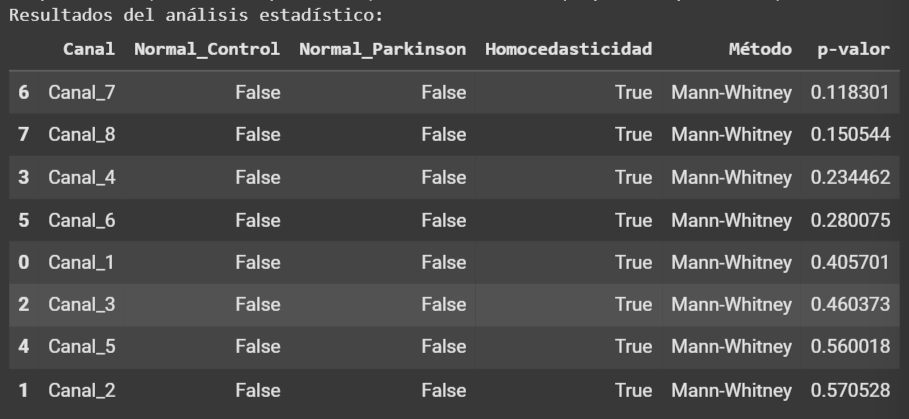 Resultados del análisis estadístico:
Canal Normal_Control Normal_Parkinson Homocedasticidad Método p-valor
6 Canal_7 False False True Mann-Whitney 0.118301
7 Canal_8 False False True Mann-Whitney 0.150544
3 Canal_4 False False True Mann-Whitney 0.234462
5 Canal_6 False False True Mann-Whitney 0.280075
0 Canal_1 False False True Mann-Whitney 0.405701
2 Canal_3 False False True Mann-Whitney 0.460373
4 Canal_5 False False True Mann-Whitney 0.560018
1 Canal_2 False False True Mann-Whitney 0.570528